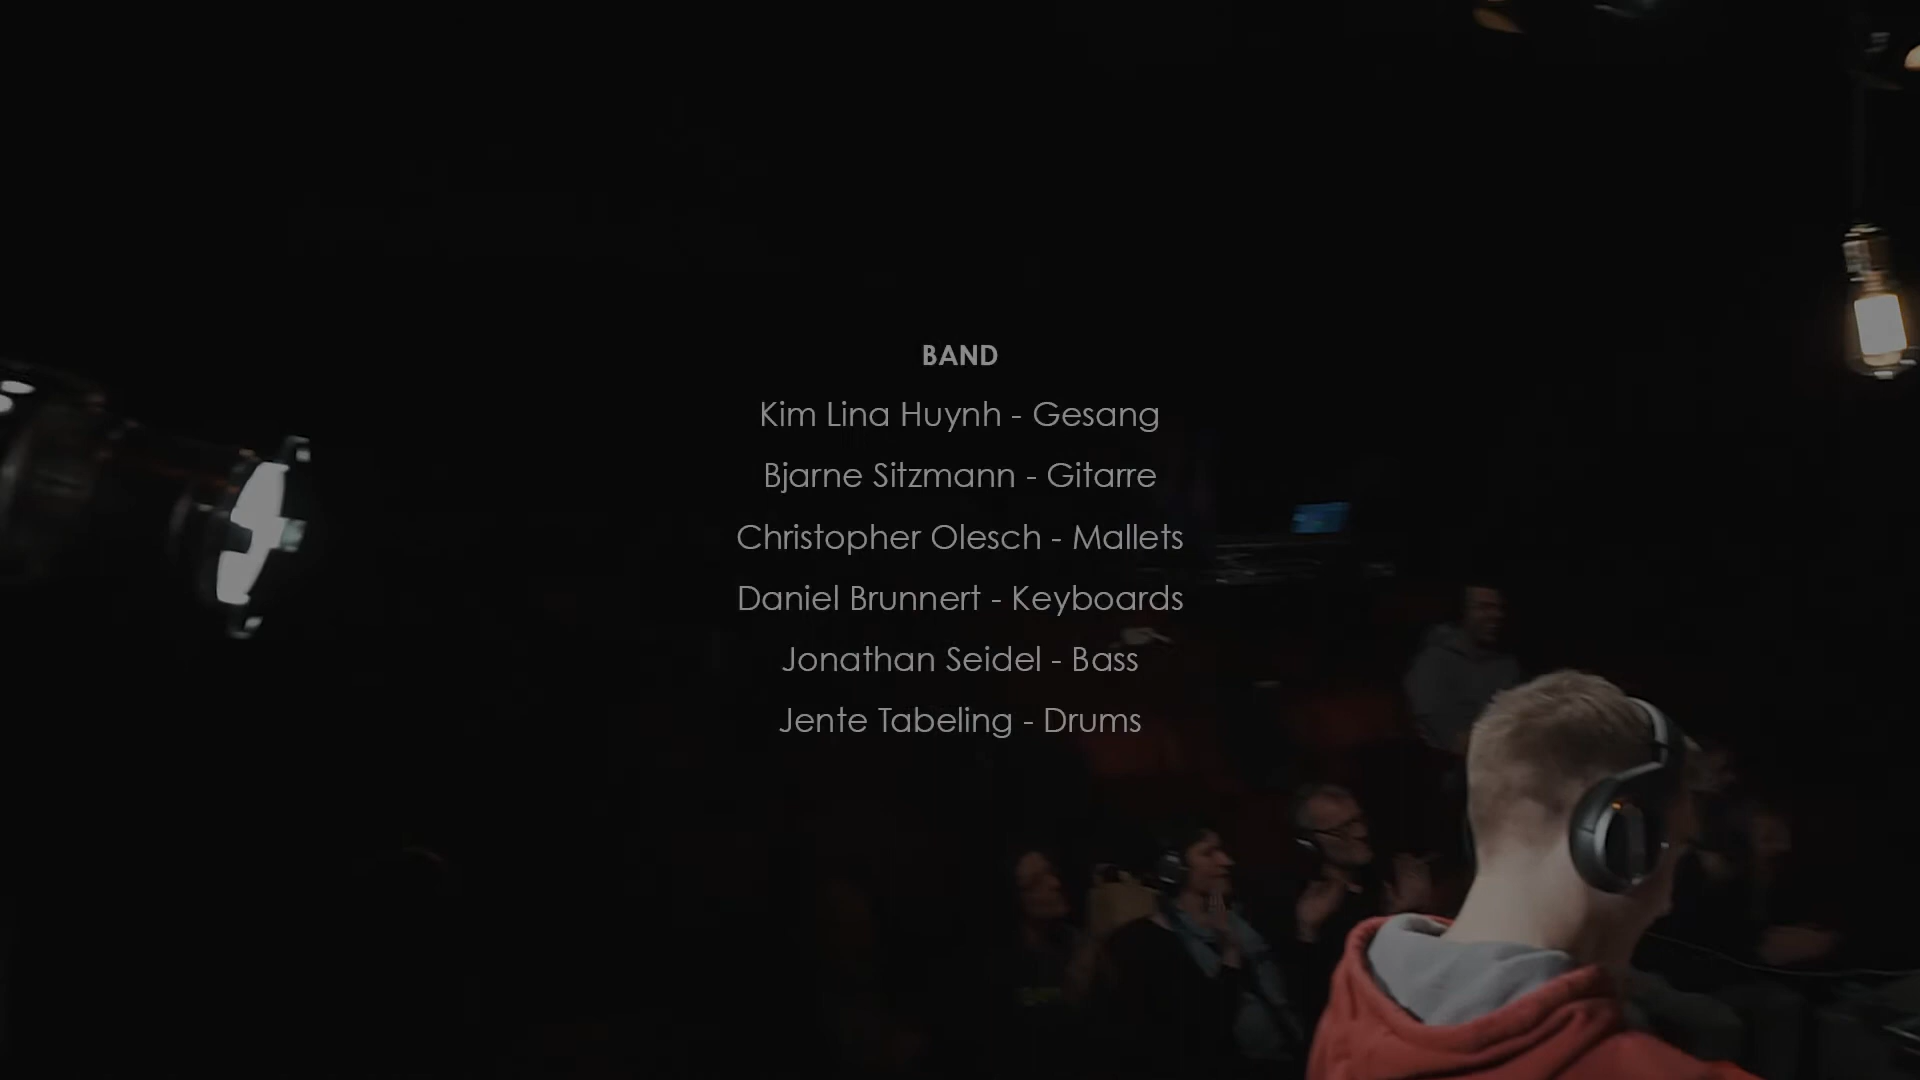 BAND
Kim Lina Huynh - Gesang
Bjarne Sitzmann - Gitarre
Christopher Olesch - Mallets
Daniel Brunnert - Keyboards
Jonathan Seidel - Bass
Jente Tabeling - Drums